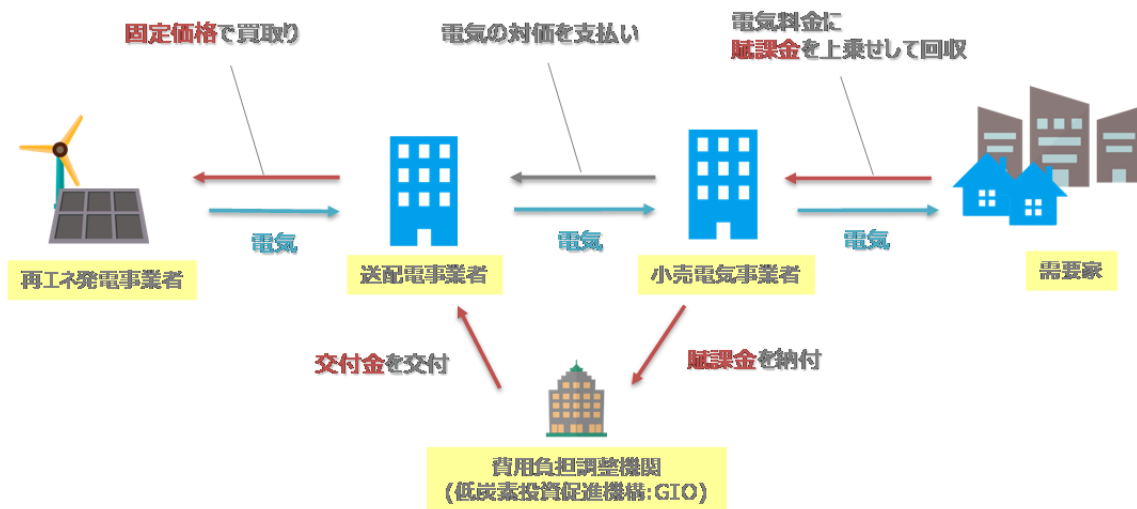 固定価格で買取り
電気の対価を支払い
電気料金に
賦課金を上乗せして回収
電気
電気
電気
再エネ発電事業者
送配電事業者
小売電気事業者
需要家
交付金を交付
賦課金を納付
費用負担調整機関
(低炭素投資促進機構:GIO)